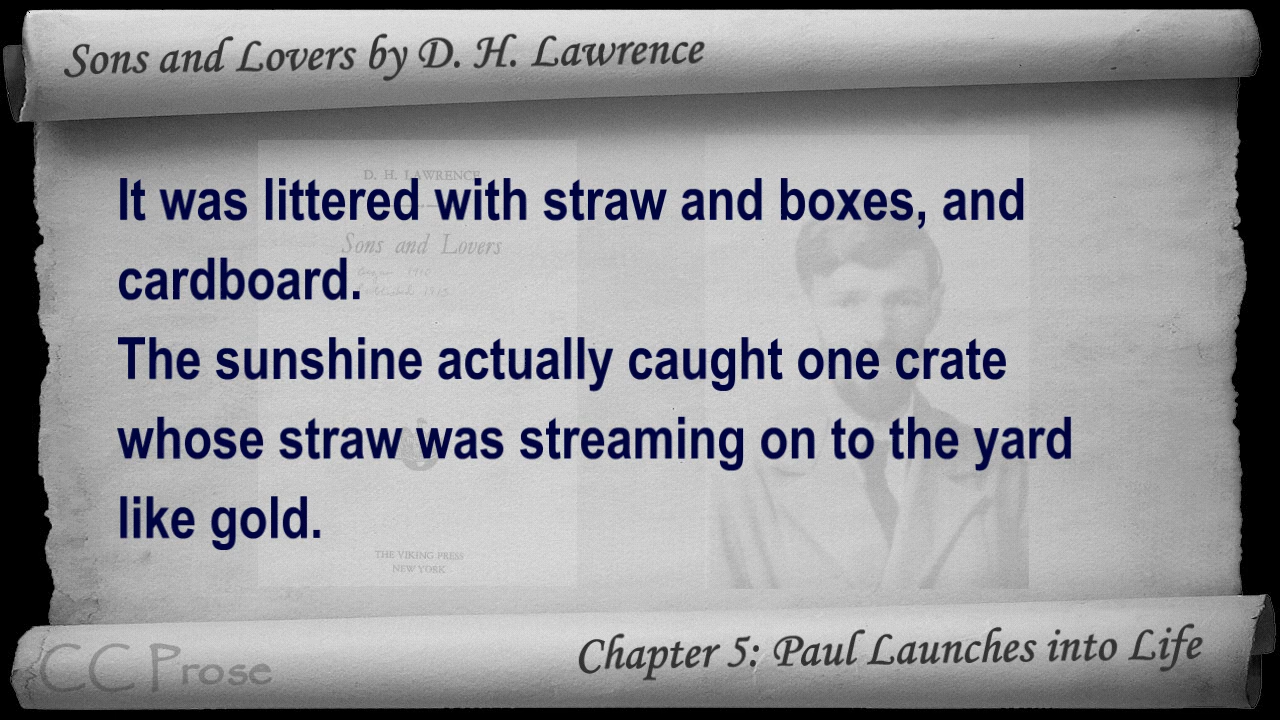 Sons and Lovers by D. H. Lawrence
D. H. LAWRENCE
It was littered with straw and boxes, and
Sons and Lovers
cardboard.
The sunshine actually caught one crate
whose straw was streaming on to the yard
like gold.
THE VIKING PRESS
NEW YORK
Chapter 5: Paul Launches into Life
CC Prose